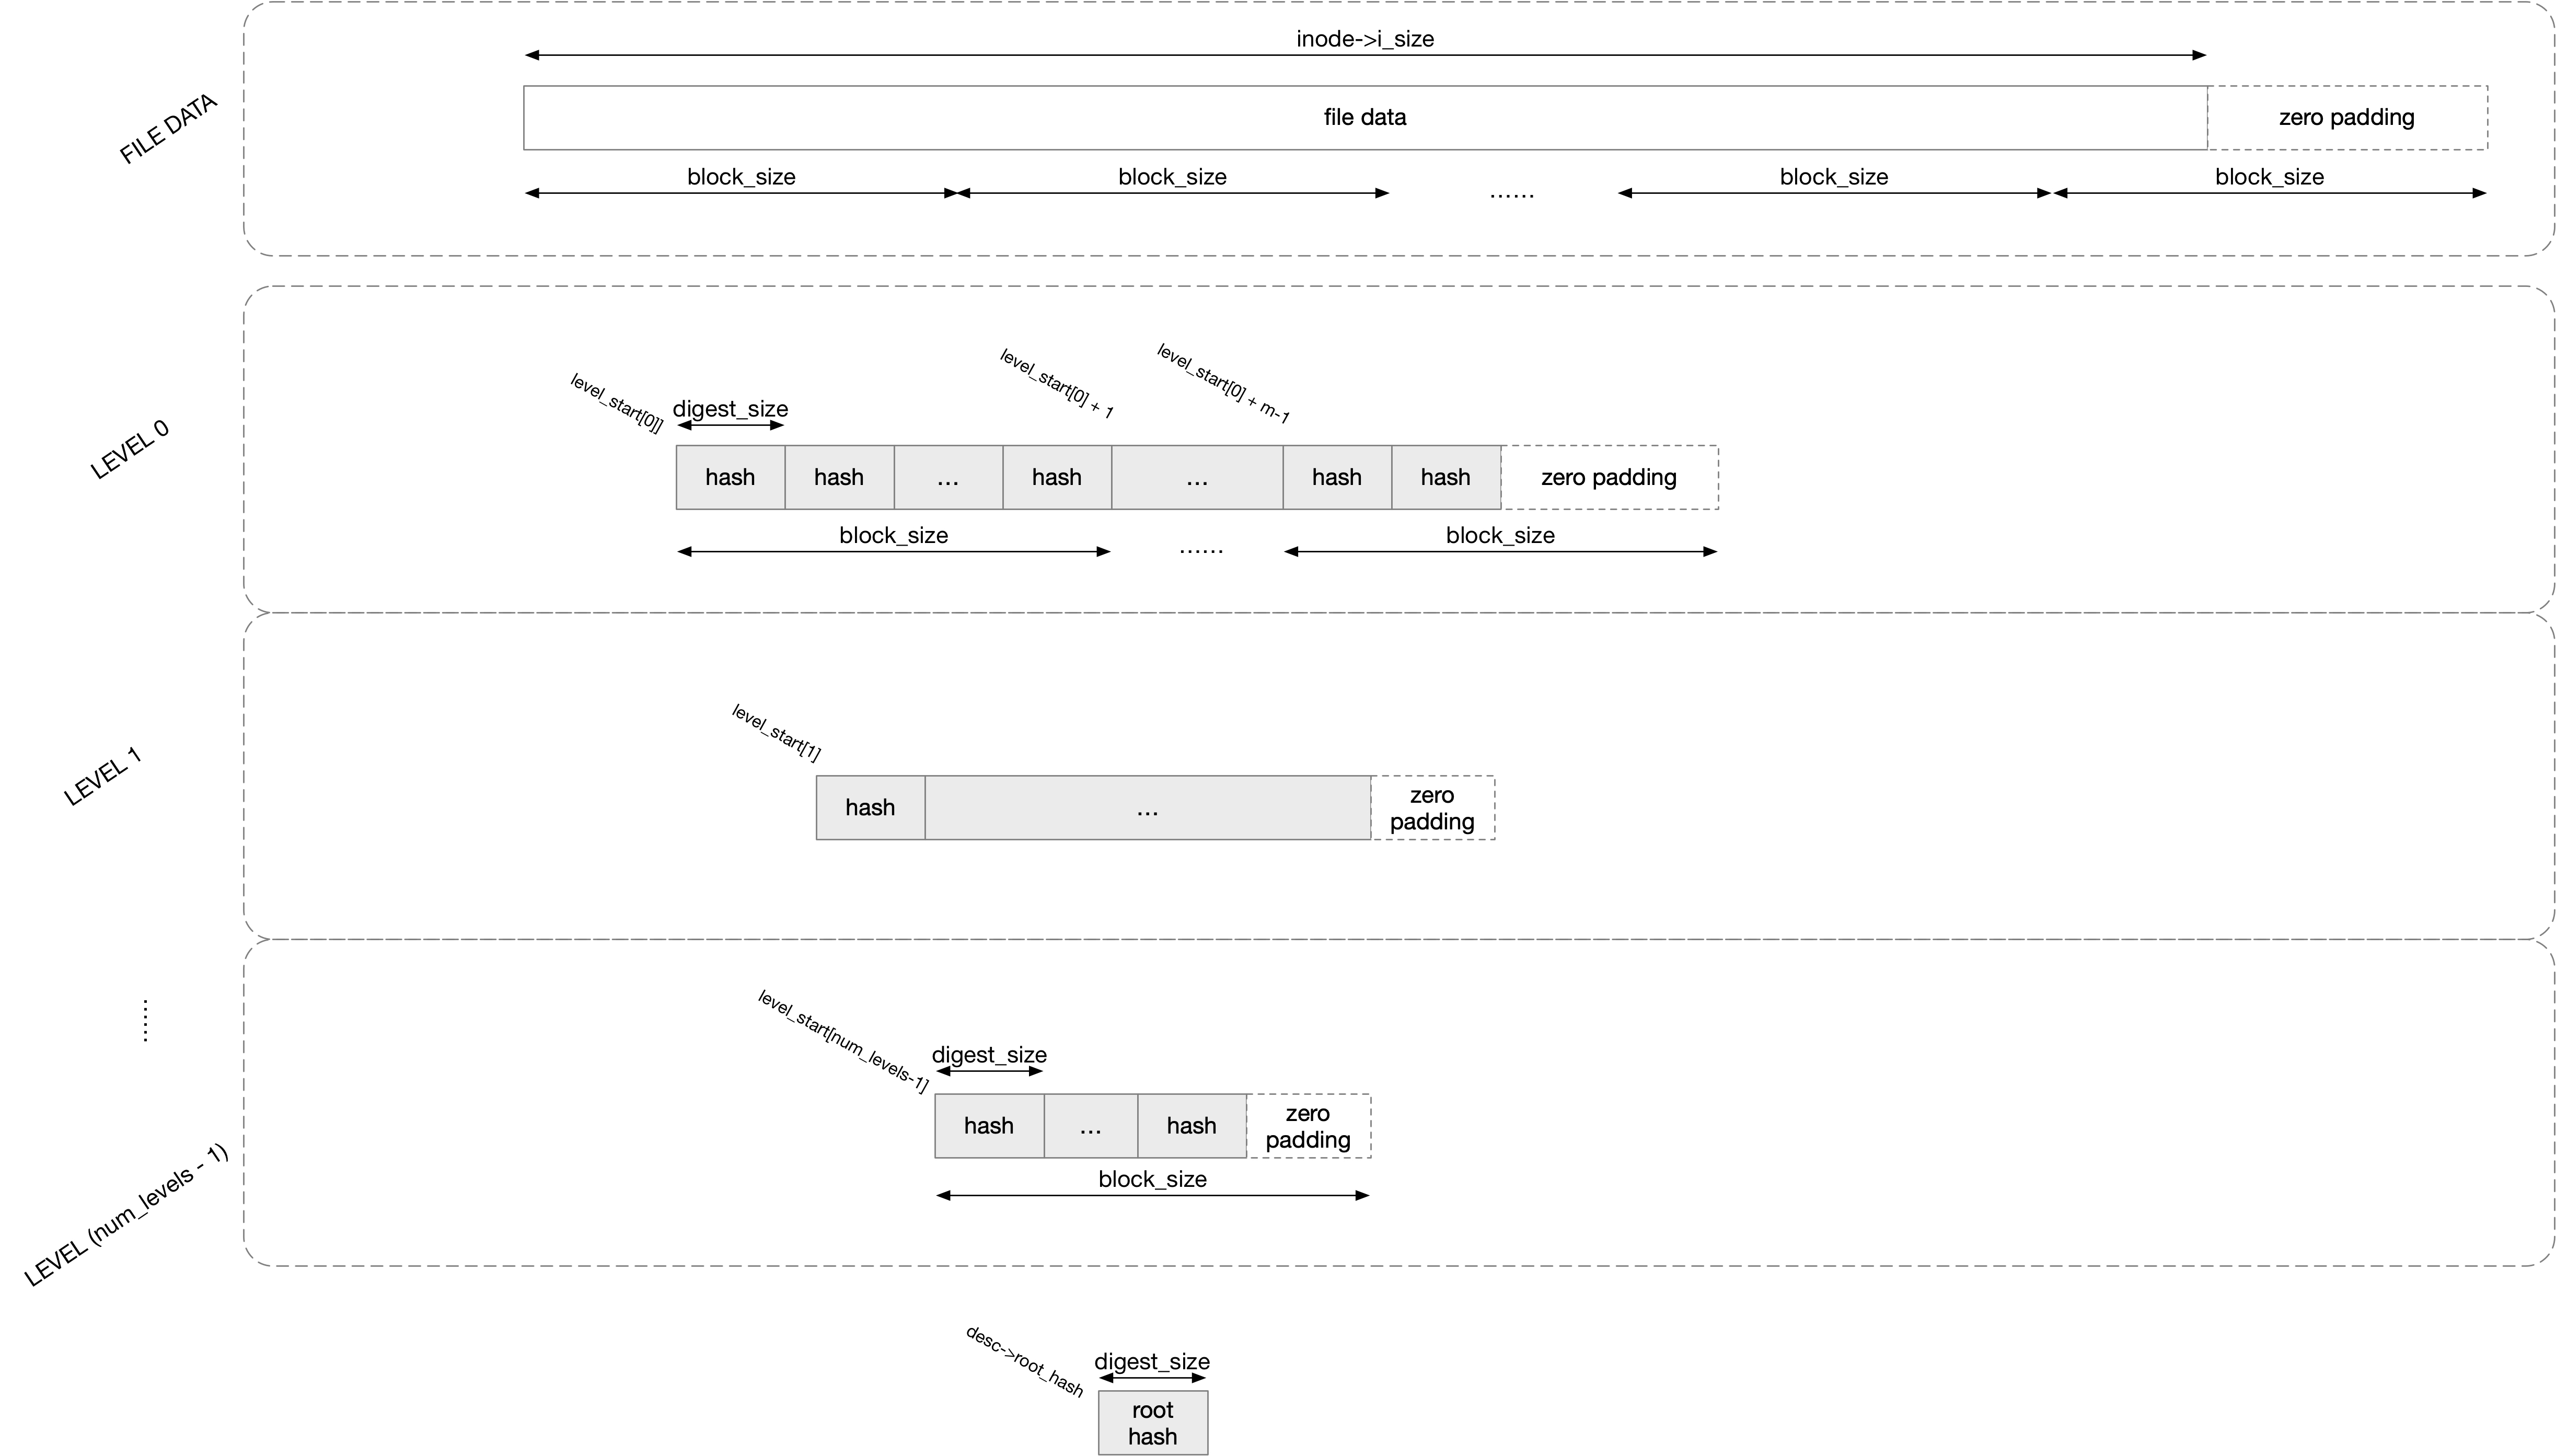 inode->i_size
FILE DATA
file data
zero padding
block_size
block_size
......
block_size
block_size
LEVEL 0
level_start[0]]
level_start[0] + 1
level_start[0] + m-1
digest_size
hash
hash
...
hash
...
hash
hash
zero padding
block_size
......
block_size
LEVEL 1
level_start[1]
hash
...
zero
padding
......
LEVEL (num_levels - 1)
level_start[num_levels-1]
digest_size
hash
...
hash
zero
padding
block_size
desc->root_hash
digest_size
root
hash